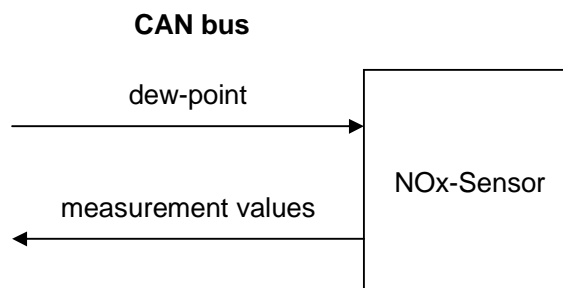 CAN bus
dew-point
NOx-Sensor
measurement values